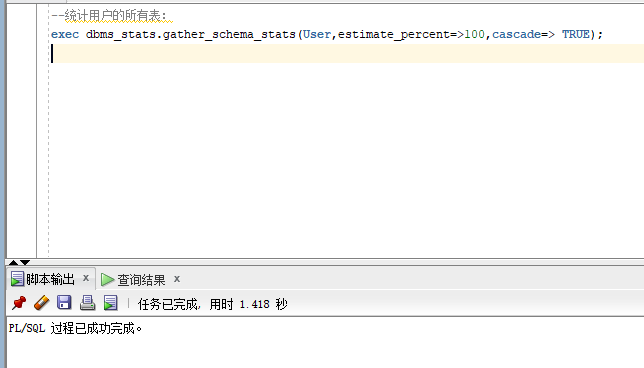 --统计用户的所有表：
exec dbms_stats.gather_schema_stats(User,estimate_percent=>100,cascade=> TRUE);
脚本输出 x 查询结果 x
任务已完成, 用时 1.418 秒
PL/SQL 过程已成功完成。